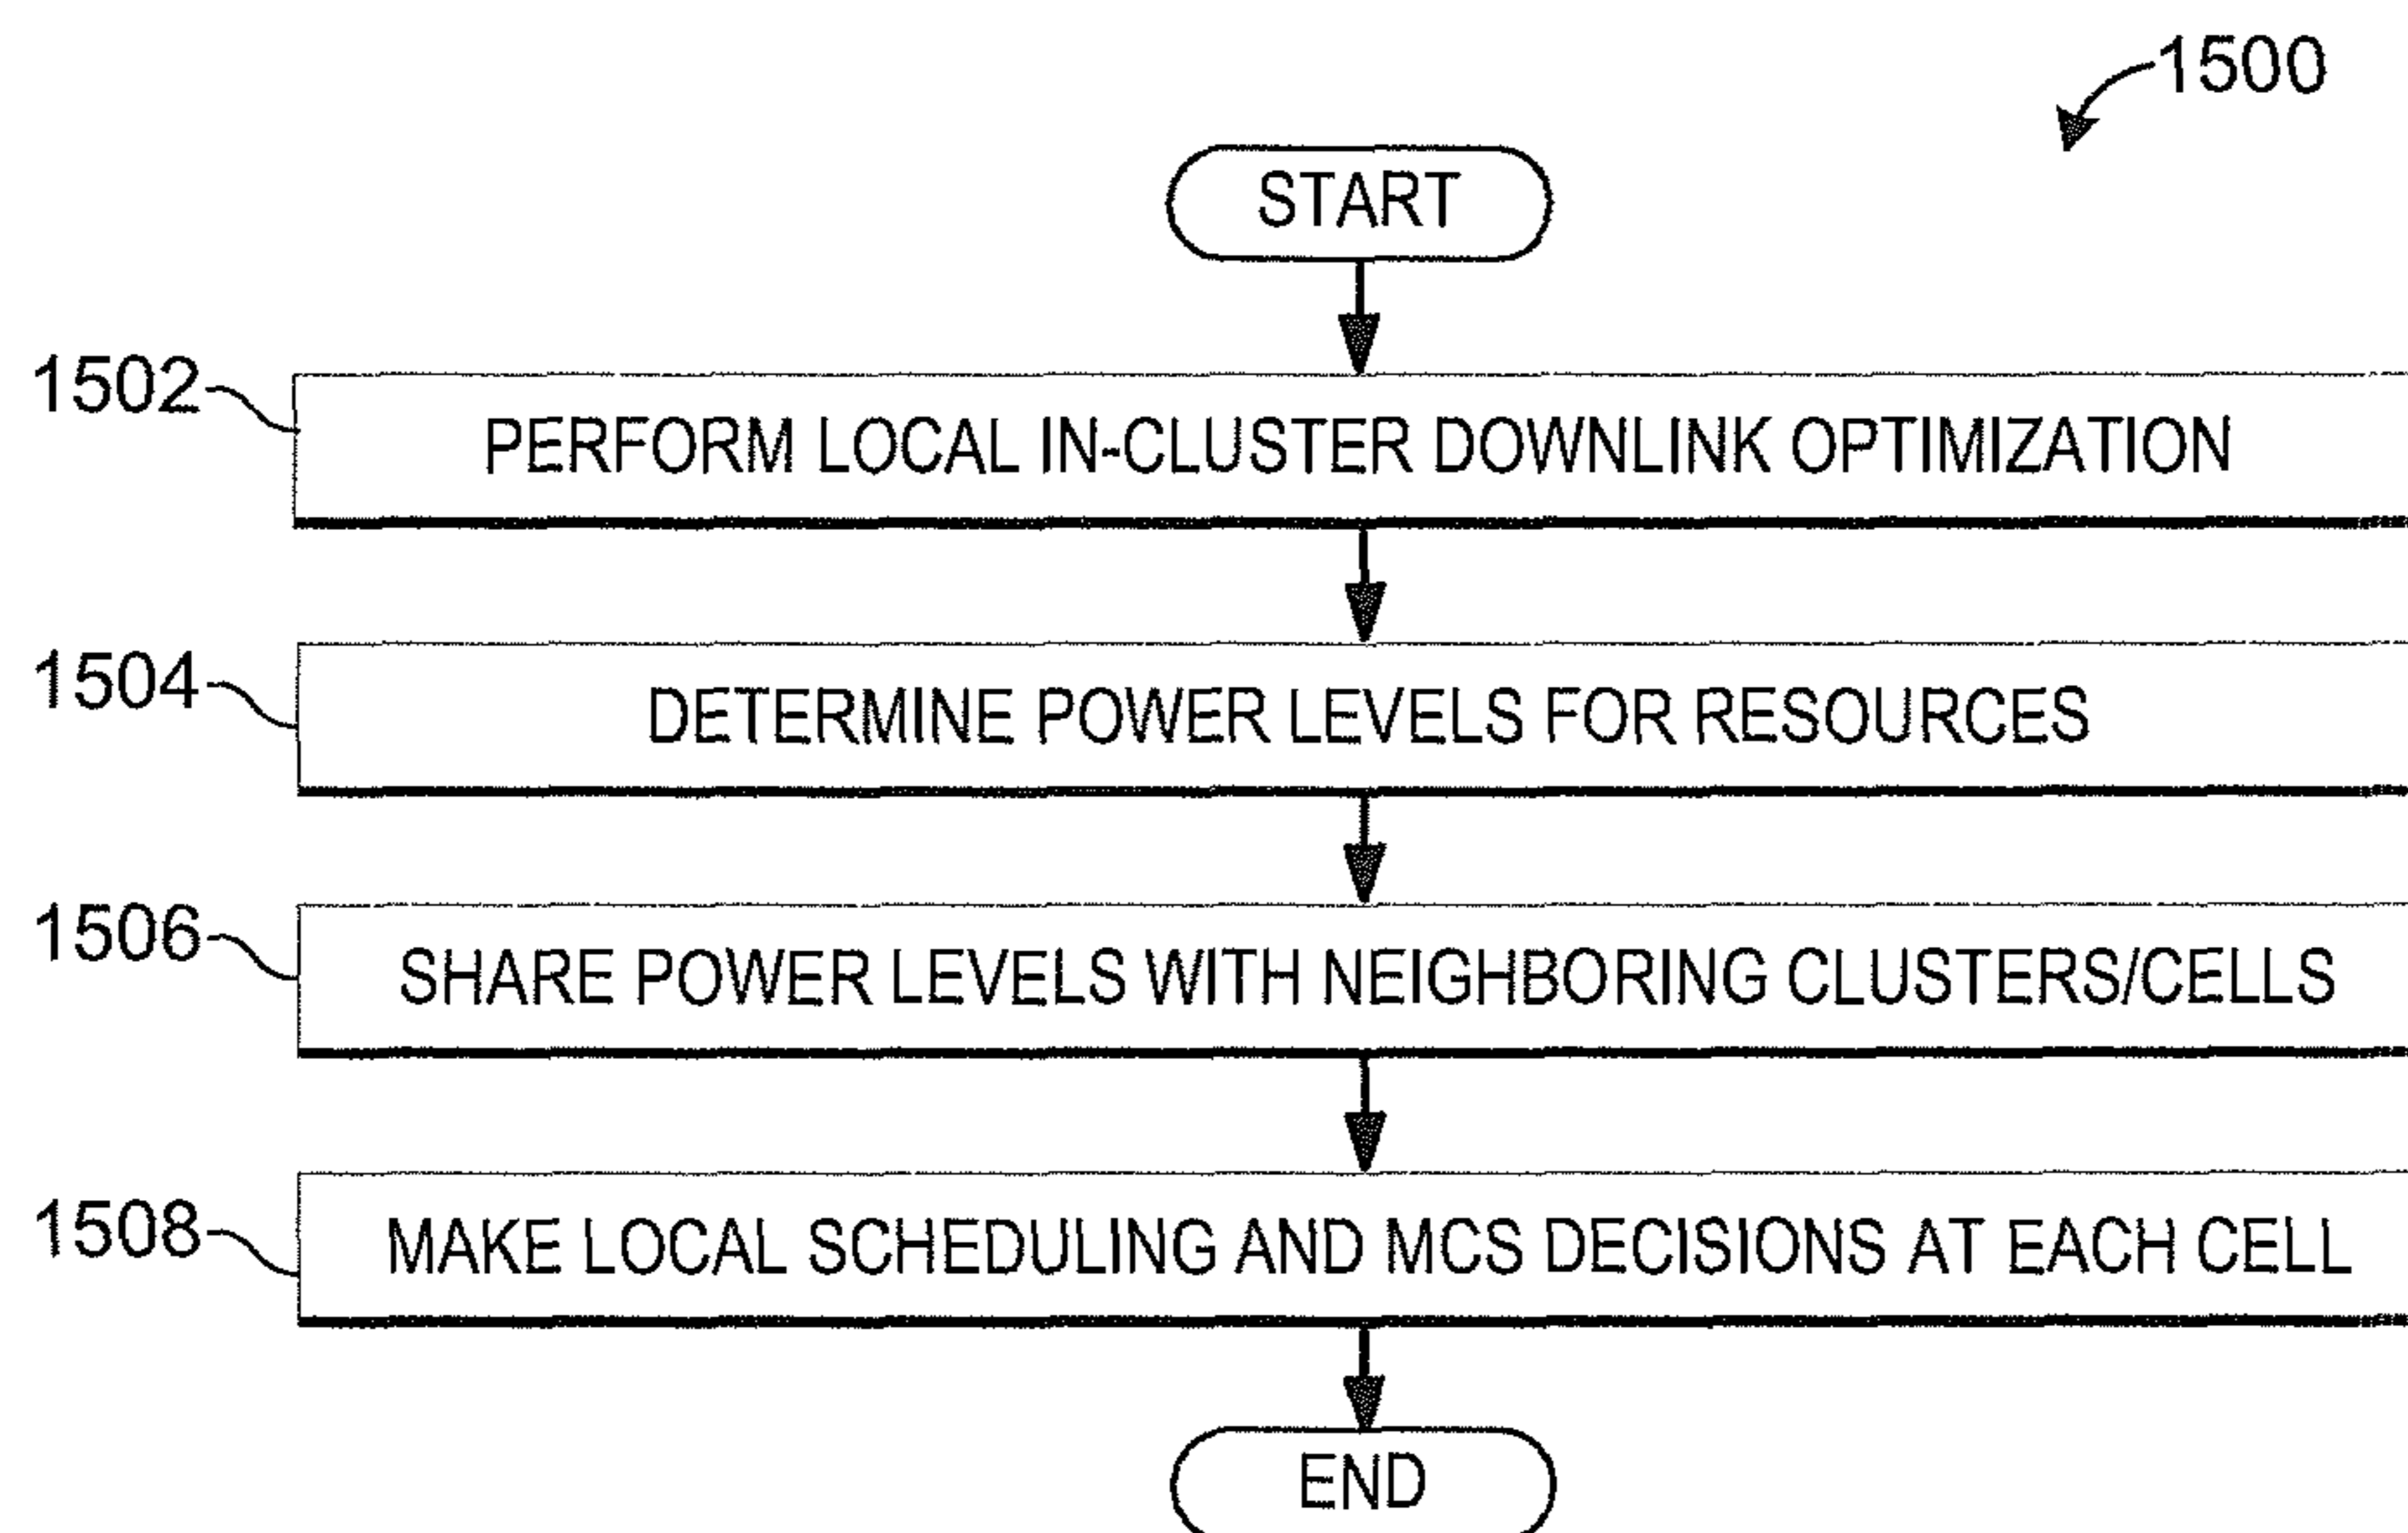 1500
START
1502
PERFORM LOCAL IN-CLUSTER DOWNLINK OPTIMIZATION
1504
DETERMINE POWER LEVELS FOR RESOURCES
1506
SHARE POWER LEVELS WITH NEIGHBORING CLUSTERS/CELLS
1508
MAKE LOCAL SCHEDULING AND MCS DECISIONS AT EACH CELL
END